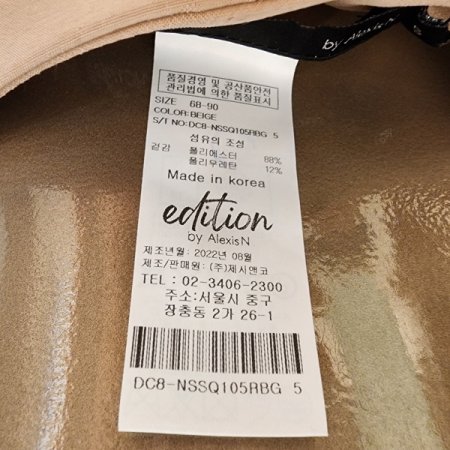 by AlexisN
품질경영 및 공산품안전
관리법에 의한 품질표시
SIZE 68-90
COLOR:BEIGE
S/I NO:DC8-NSSQ105RBG 5
섬유의 조성
겉감 폴리에스터 88%
폴리우레탄 12%
Made in korea
edition
by AlexisN
제조년월: 2022년 08월
제조/판매원: (주)제시앤코
TEL : 02-3406-2300
주소:서울시 중구
장충동 2가 26-1
DC8-NSSQ105RBG 5